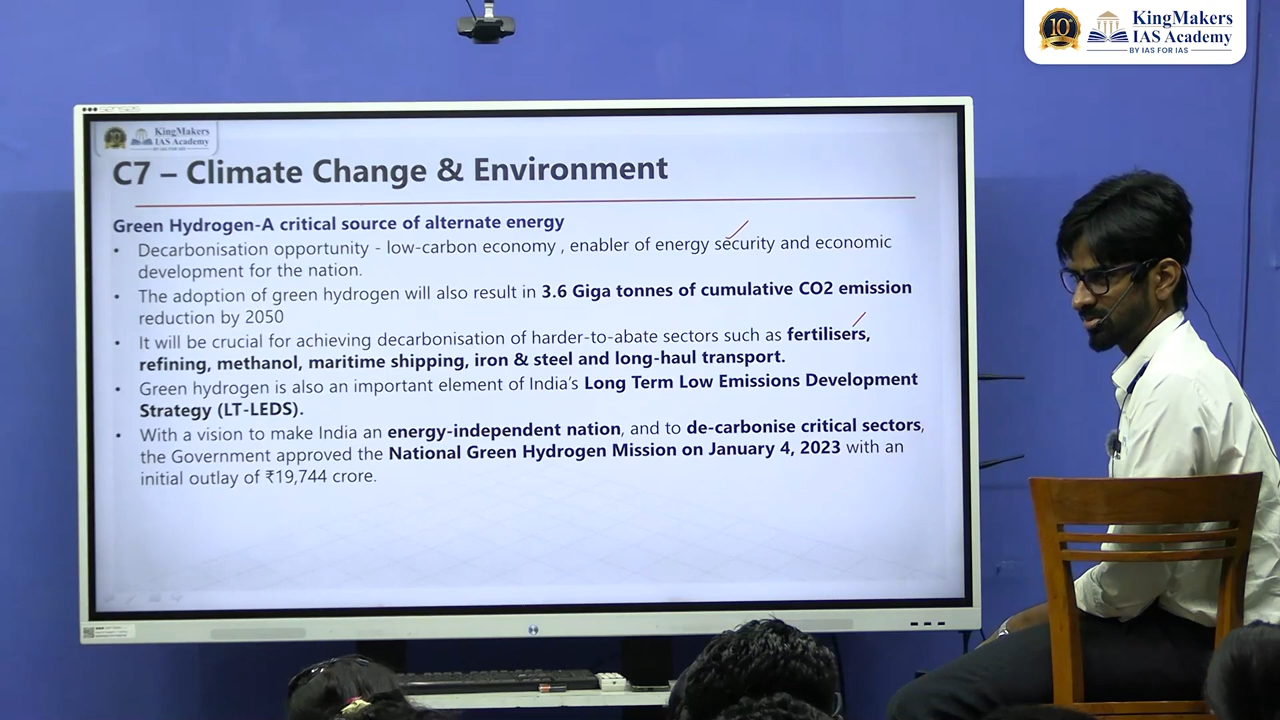 10
KingMakers
IAS Academy
BY IAS FOR IAS
KingMakers
IAS Academy
BY IAS FOR IAS
C7 – Climate Change & Environment
Green Hydrogen-A critical source of alternate energy
• Decarbonisation opportunity - low-carbon economy , enabler of energy security and economic
development for the nation.
• The adoption of green hydrogen will also result in 3.6 Giga tonnes of cumulative CO2 emission
reduction by 2050
• It will be crucial for achieving decarbonisation of harder-to-abate sectors such as fertilisers,
refining, methanol, maritime shipping, iron & steel and long-haul transport.
• Green hydrogen is also an important element of India's Long Term Low Emissions Development
Strategy (LT-LEDS).
• With a vision to make India an energy-independent nation, and to de-carbonise critical sectors,
the Government approved the National Green Hydrogen Mission on January 4, 2023 with an
initial outlay of ₹19,744 crore.